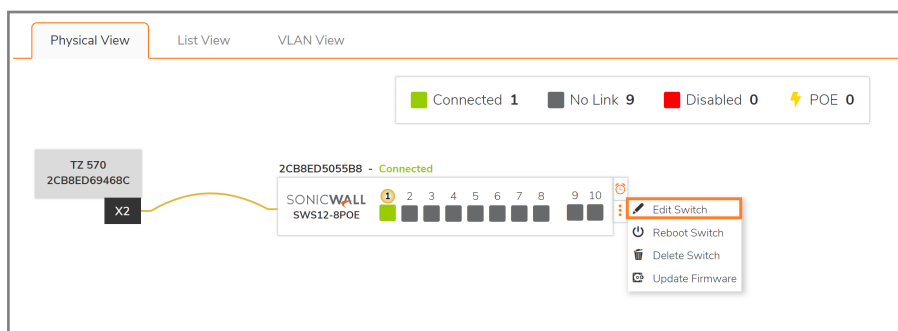 Physical View List View VLAN View
Connected 1 No Link 9 Disabled 0 POE 0
TZ 570
2CB8ED69468C
X2
2CB8ED5055B8 - Connected
SONICWALL
SWS12-8POE
1 2 3 4 5 6 7 8 9 10
Edit Switch
Reboot Switch
Delete Switch
Update Firmware